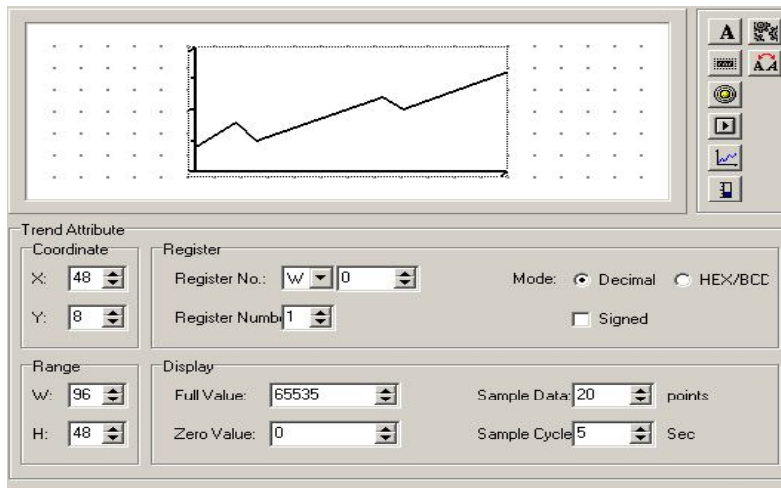 A
A A
Trend Attribute
Coordinate
X: 48
Y: 8
Register
Register No.: W 0
Mode: Decimal HEX/BCD
Register Numb 1
Signed
Range
W: 96
H: 48
Display
Full Value: 65535
Sample Data: 20 points
Zero Value: 0
Sample Cycle 5 Sec